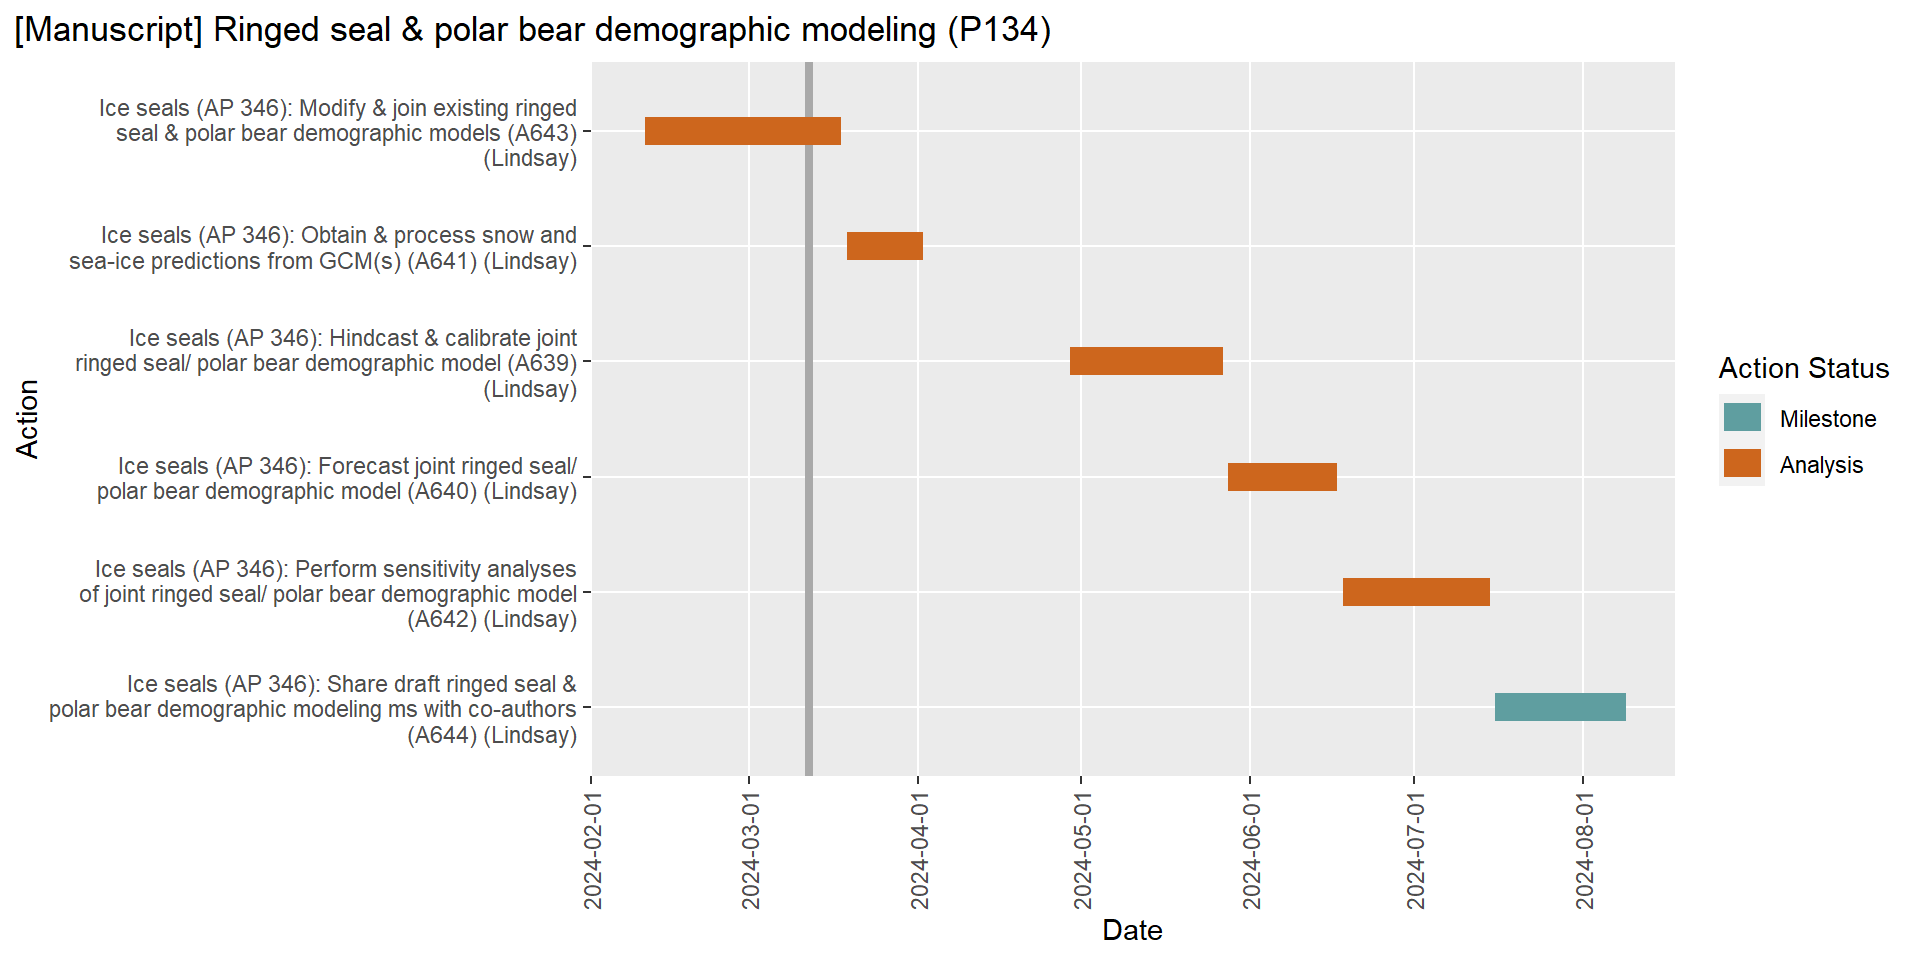 [Manuscript] Ringed seal & polar bear demographic modeling (P134)
Action
Ice seals (AP 346): Modify & join existing ringed
seal & polar bear demographic models (A643)
(Lindsay)
Ice seals (AP 346): Obtain & process snow and
sea-ice predictions from GCM(s) (A641) (Lindsay)
Ice seals (AP 346): Hindcast & calibrate joint
ringed seal/ polar bear demographic model (A639)
(Lindsay)
Ice seals (AP 346): Forecast joint ringed seal/
polar bear demographic model (A640) (Lindsay)
Ice seals (AP 346): Perform sensitivity analyses
of joint ringed seal/ polar bear demographic model
(A642) (Lindsay)
Ice seals (AP 346): Share draft ringed seal &
polar bear demographic modeling ms with co-authors
(A644) (Lindsay)
2024-02-01
2024-03-01
2024-04-01
2024-05-01
2024-06-01
2024-07-01
2024-08-01
Date
Action Status
Milestone
Analysis